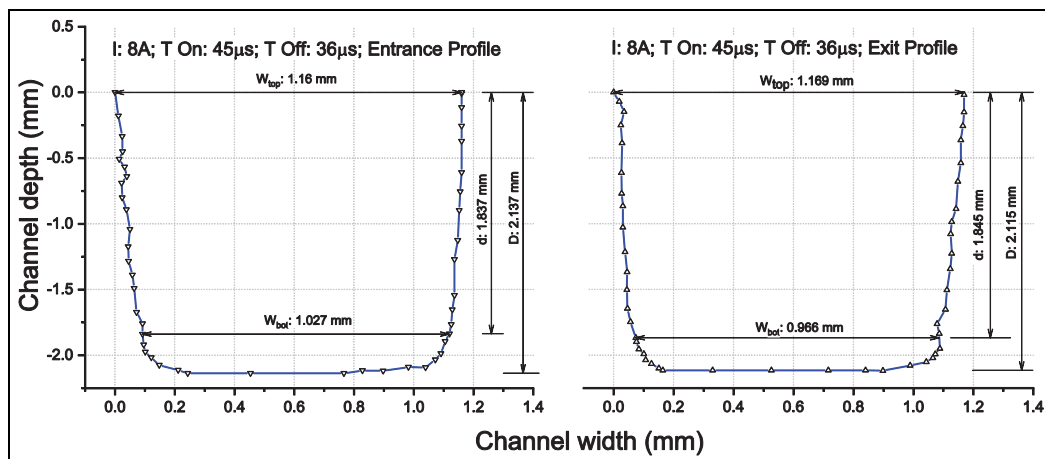 I: 8A; T On: 45μs; T Off: 36μs; Entrance Profile
I: 8A; T On: 45μs; T Off: 36μs; Exit Profile
Wtop: 1.16 mm
Wtop: 1.169 mm
d: 1.837 mm
D: 2.137 mm
d: 1.845 mm
D: 2.115 mm
Wbot: 1.027 mm
Wbot: 0.966 mm
Channel depth (mm)
0.5
0.0
-0.5
-1.0
-1.5
-2.0
0.0 0.2 0.4 0.6 0.8 1.0 1.2 1.4
0.0 0.2 0.4 0.6 0.8 1.0 1.2 1.4
Channel width (mm)